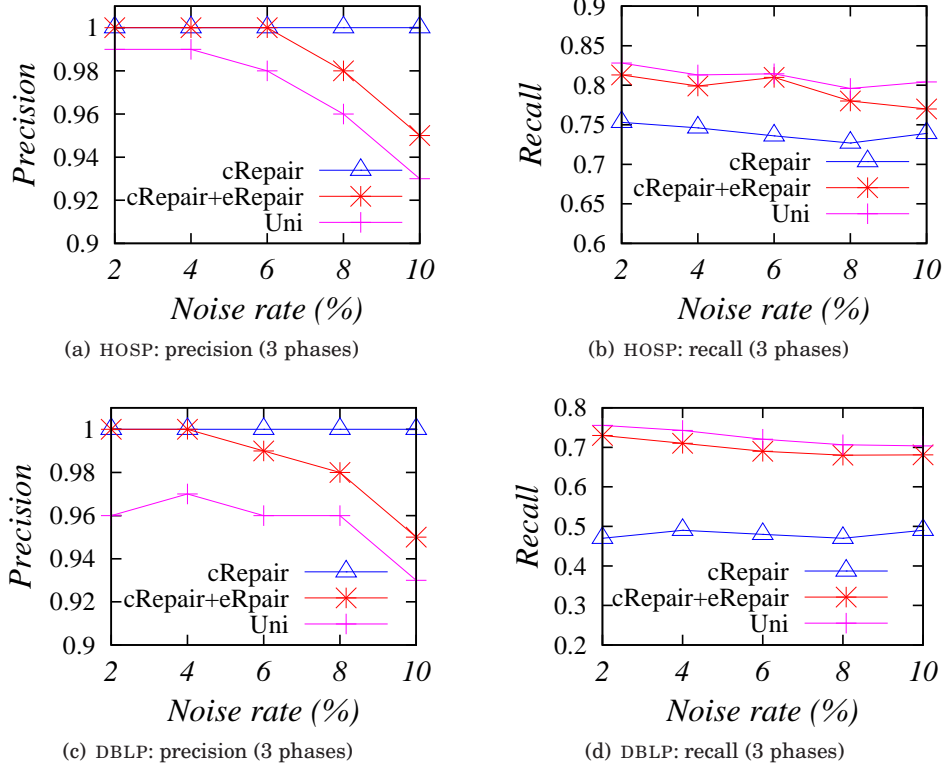 1
0.98
0.96
0.94
0.92
0.9
Precision
cRepair
cRepair+eRepair
Uni
2 4 6 8 10
Noise rate (%)
(a) HOSP: precision (3 phases)
0.9
0.85
0.8
0.75
0.7
0.65
0.6
Recall
cRepair
cRepair+eRepair
Uni
2 4 6 8 10
Noise rate (%)
(b) HOSP: recall (3 phases)
1
0.98
0.96
0.94
0.92
0.9
Precision
cRepair
cRepair+eRpair
Uni
2 4 6 8 10
Noise rate (%)
(c) DBLP: precision (3 phases)
0.8
0.7
0.6
0.5
0.4
0.3
0.2
Recall
cRepair
cRepair+eRepair
Uni
2 4 6 8 10
Noise rate (%)
(d) DBLP: recall (3 phases)